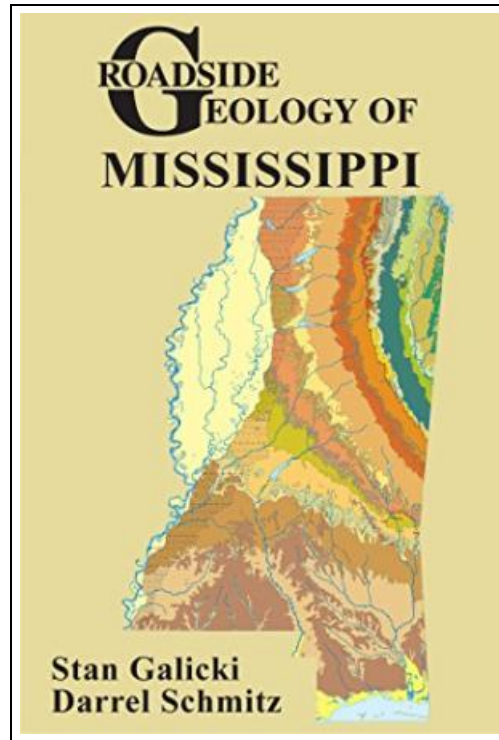 ROADSIDE
GEOLOGY OF
MISSISSIPPI
Stan Galicki
Darrel Schmitz